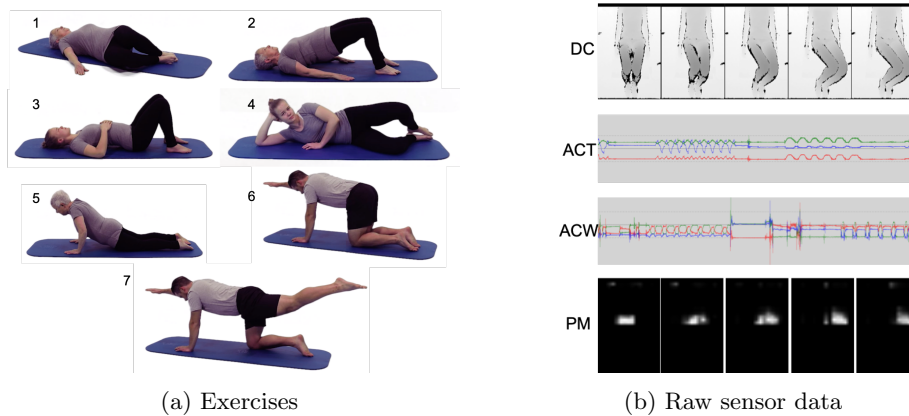 1
2
3
4
5
6
7
(a) Exercises
DC
ACT
ACW
PM
(b) Raw sensor data